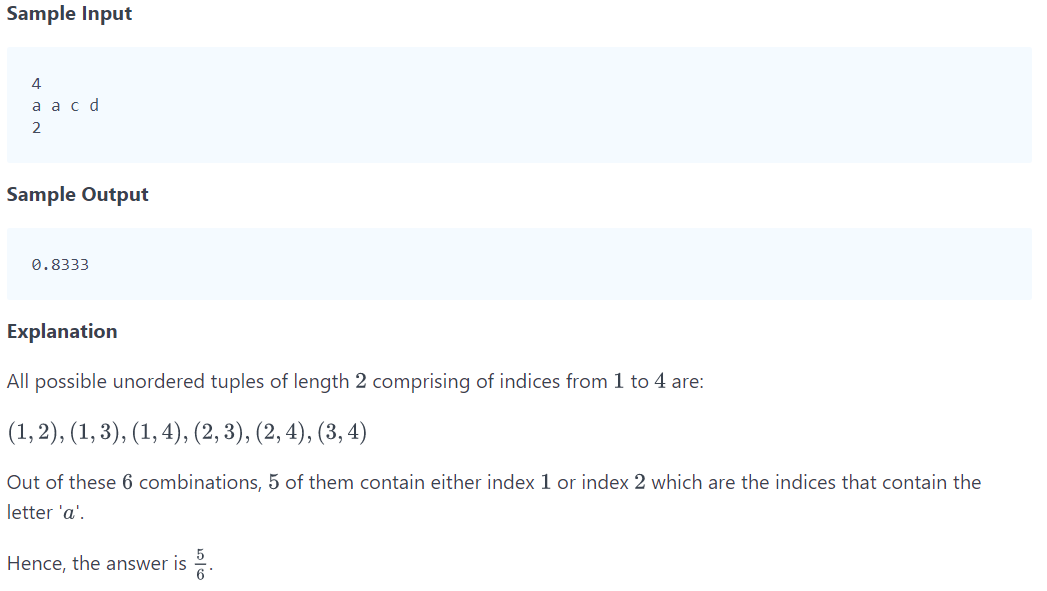 Sample Input
4
a a c d
2
Sample Output
0.8333
Explanation
All possible unordered tuples of length 2 comprising of indices from 1 to 4 are:
(1, 2), (1, 3), (1, 4), (2, 3), (2, 4), (3, 4)
Out of these 6 combinations, 5 of them contain either index 1 or index 2 which are the indices that contain the
letter 'a'.
Hence, the answer is 5/6.